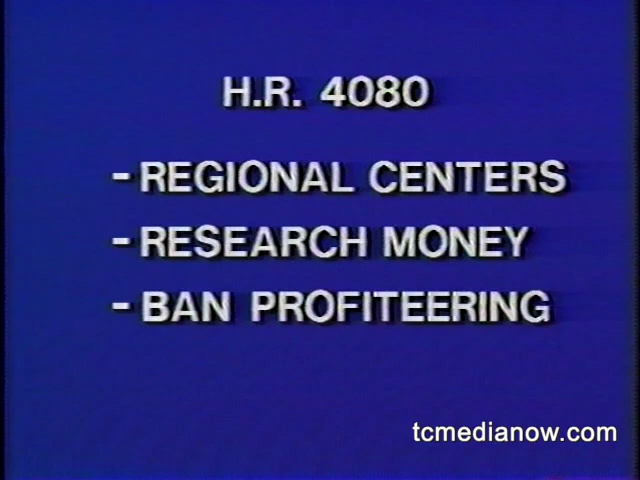 H.R. 4080
- REGIONAL CENTERS
- RESEARCH MONEY
- BAN PROFITEERING
tcmedianow.com